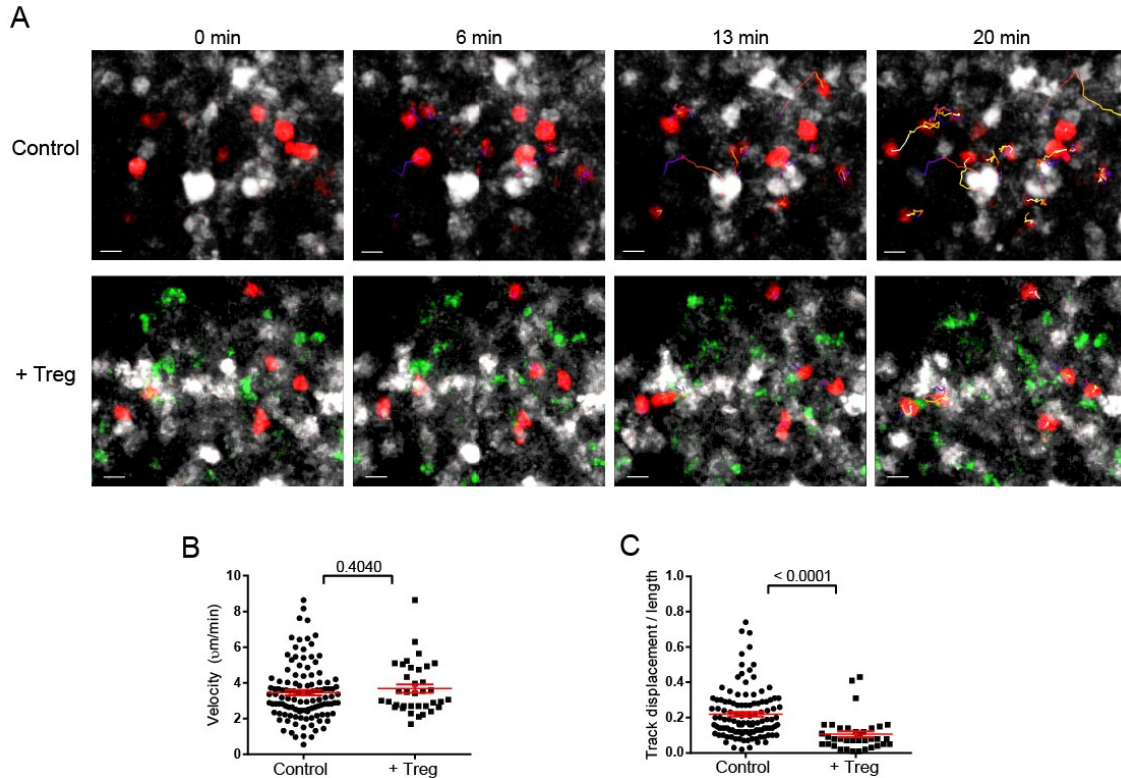 A
0 min 6 min 13 min 20 min
Control
+ Treg
B
0.4040
10
8
6
4
2
0
Velocity (υm/min)
Control + Treg
C
< 0.0001
1.0
0.8
0.6
0.4
0.2
0.0
Track displacement / length
Control + Treg